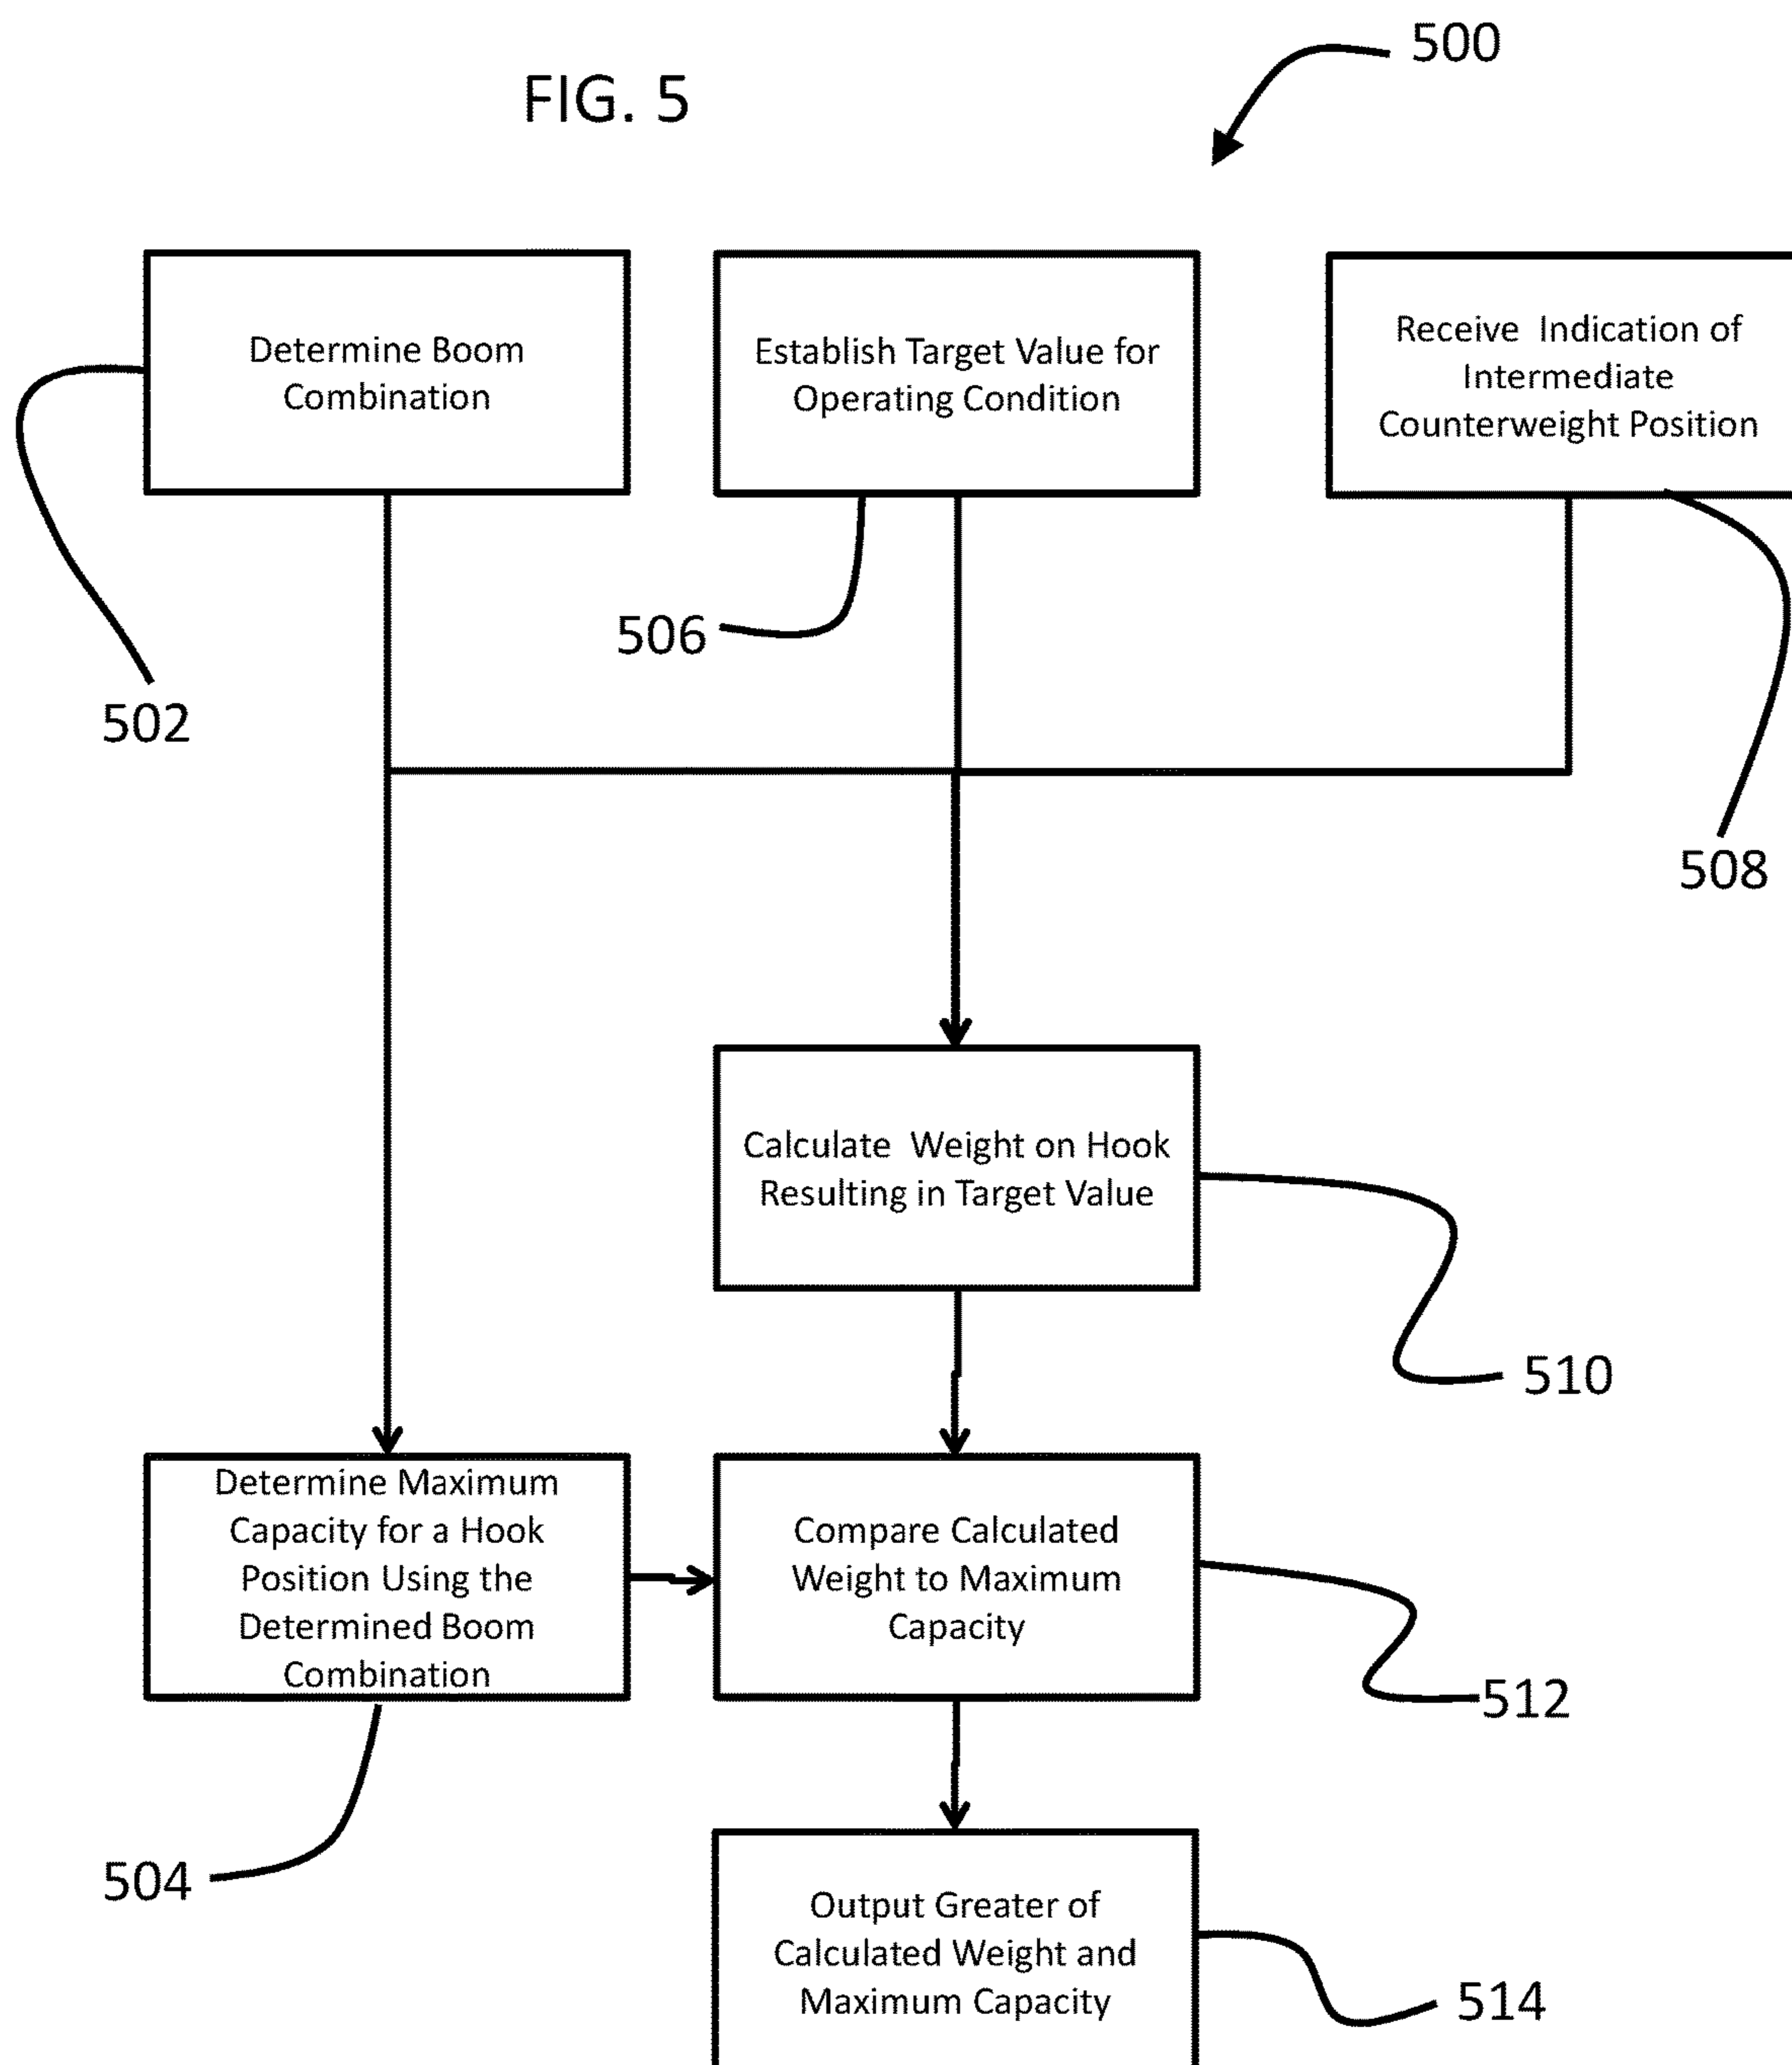 500
FIG. 5
Determine Boom
Combination
Establish Target Value for
Operating Condition
Receive Indication of
Intermediate
Counterweight Position
506
502
508
Calculate Weight on Hook
Resulting in Target Value
510
Determine Maximum
Capacity for a Hook
Position Using the
Determined Boom
Combination
Compare Calculated
Weight to Maximum
Capacity
512
504
Output Greater of
Calculated Weight and
Maximum Capacity
514